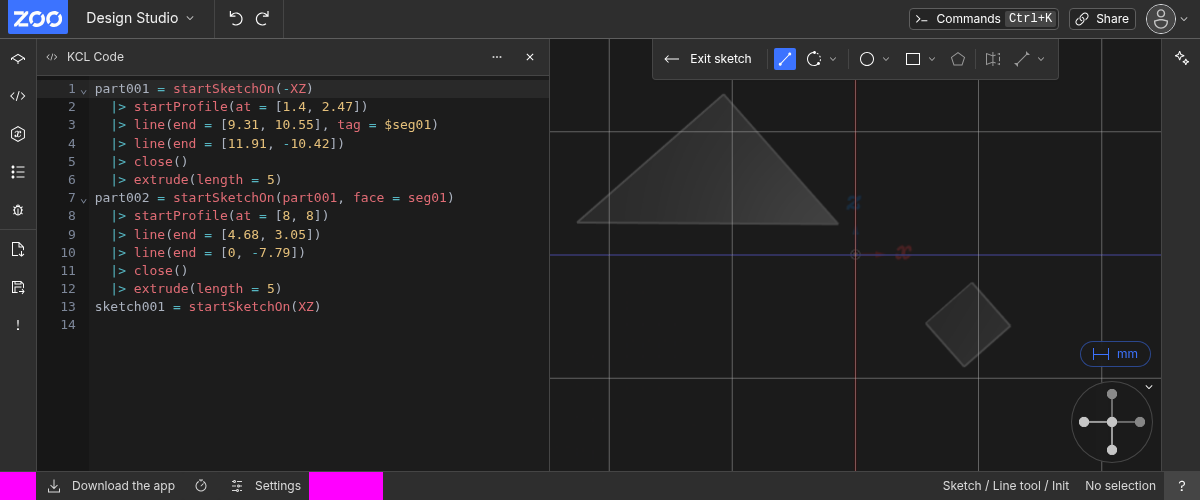 ZOO Design Studio Commands Ctrl+K Share
KCL Code
Exit sketch
1 part001 = startSketchOn(-XZ)
2 |> startProfile(at = [1.4, 2.47])
3 |> line(end = [9.31, 10.55], tag = $seg01)
4 |> line(end = [11.91, -10.42])
5 |> close()
6 |> extrude(length = 5)
7 part002 = startSketchOn(part001, face = seg01)
8 |> startProfile(at = [8, 8])
9 |> line(end = [4.68, 3.05])
10 |> line(end = [0, -7.79])
11 |> close()
12 |> extrude(length = 5)
13 sketch001 = startSketchOn(XZ)
14
z
x
mm
Download the app Settings Sketch / Line tool / Init No selection ?